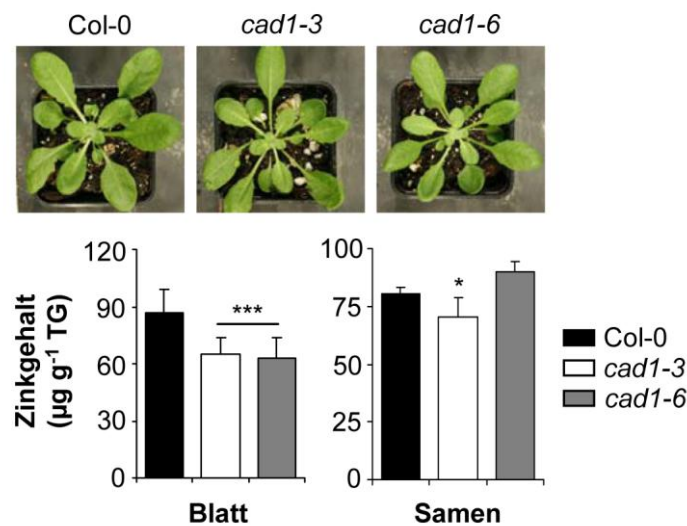 Col-0 cad1-3 cad1-6
Zinkgehalt
(µg g⁻¹ TG)
120
90
60
30
0
***
Blatt
100
75
50
25
0
*
Samen
Col-0
cad1-3
cad1-6